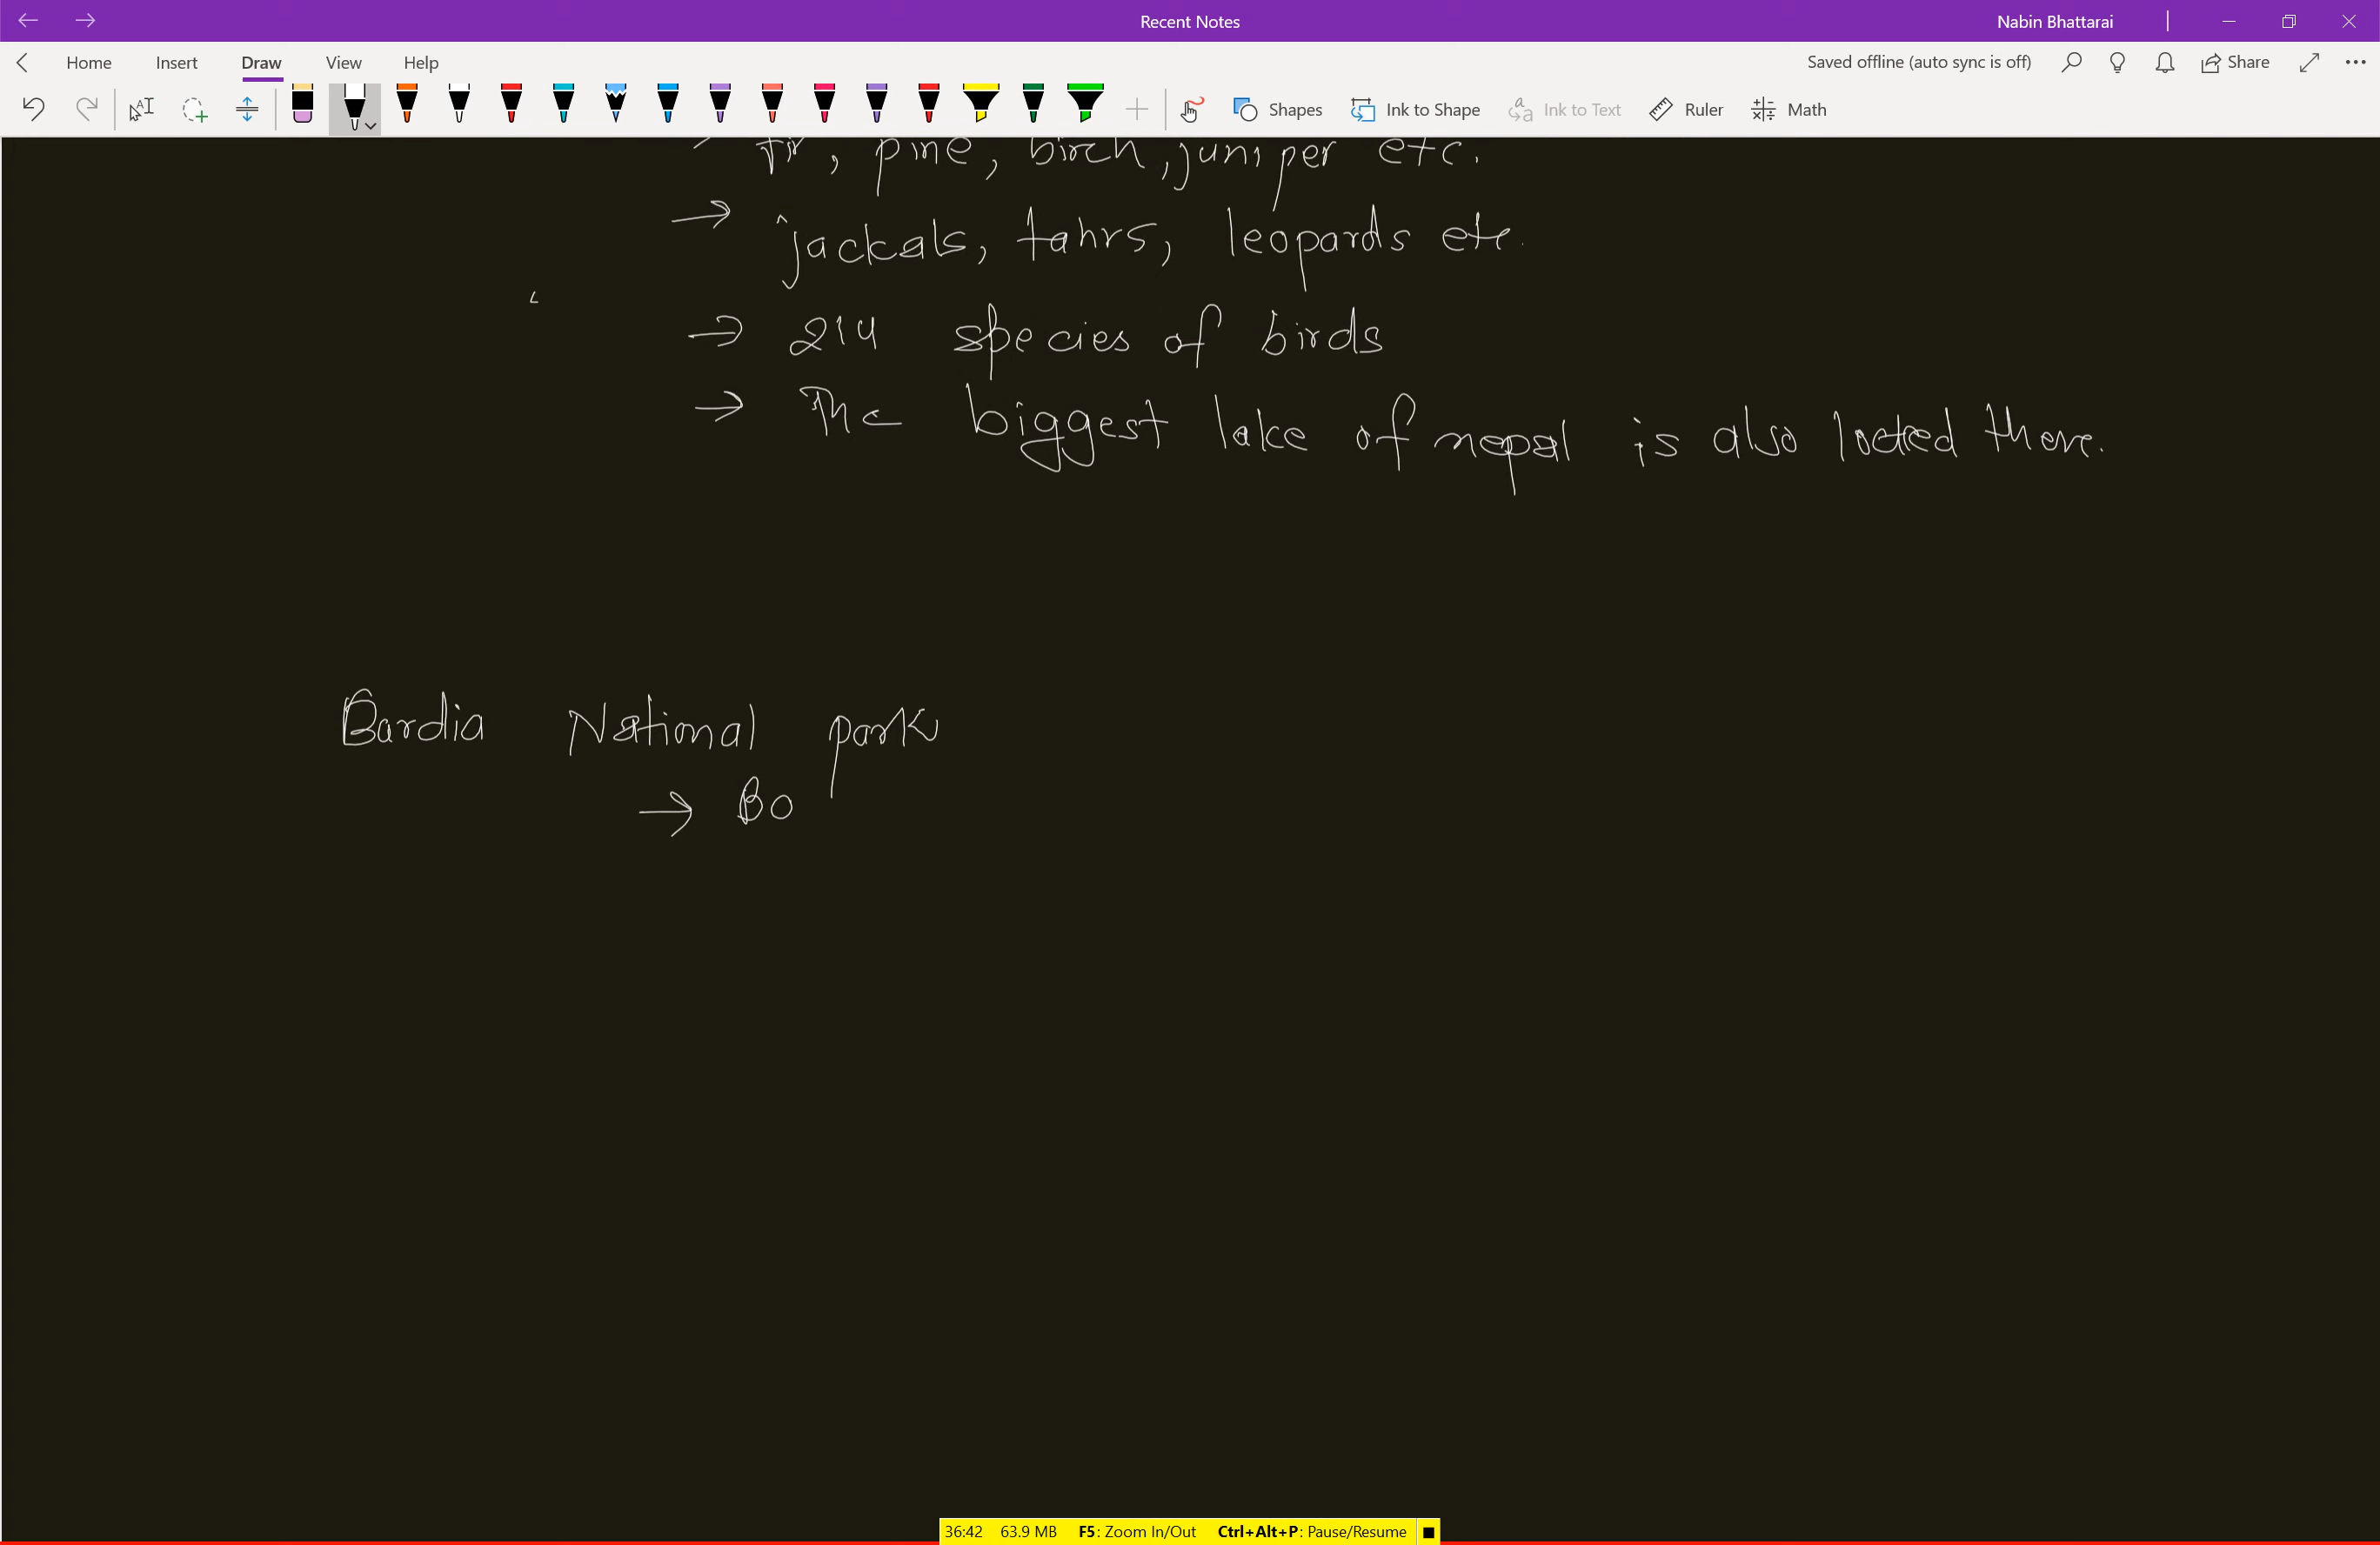 Recent Notes
Nabin Bhattarai
Home Insert Draw View Help
Saved offline (auto sync is off)
Share
Shapes Ink to Shape Ink to Text Ruler Math
→ fir, pine, birch, juniper etc.
→ jackals, tahrs, leopards etc.
→ 214 species of birds
→ The biggest lake of nepal is also locted there.
Bardia National park
→ Bo
36:42 63.9 MB F5: Zoom In/Out Ctrl+Alt+P: Pause/Resume